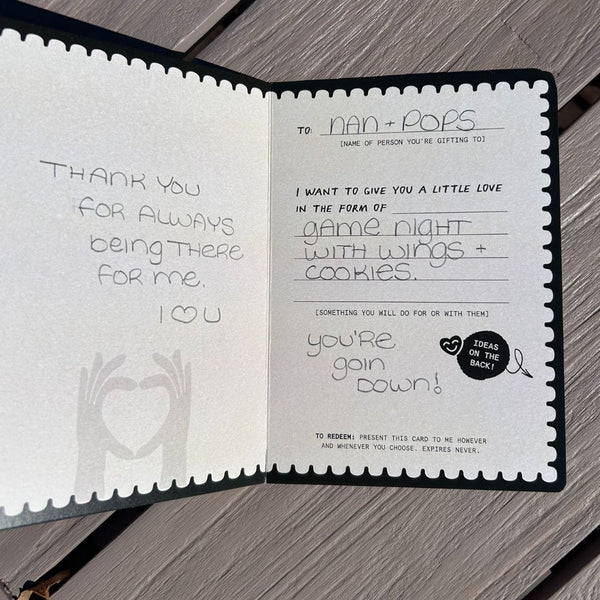 THANK YOU
FOR ALWAYS
being THERE
FOR ME.
I ♡ U
TO: NAN + POPS
[NAME OF PERSON YOU'RE GIFTING TO]
I WANT TO GIVE YOU A LITTLE LOVE
IN THE FORM OF
gAME nigHT
WITH wings +
COOKIES.
[SOMETHING YOU WILL DO FOR OR WITH THEM]
you'RE
goin
DOWN!
IDEAS
ON THE
BACK!
TO REDEEM: PRESENT THIS CARD TO ME HOWEVER
AND WHENEVER YOU CHOOSE. EXPIRES NEVER.